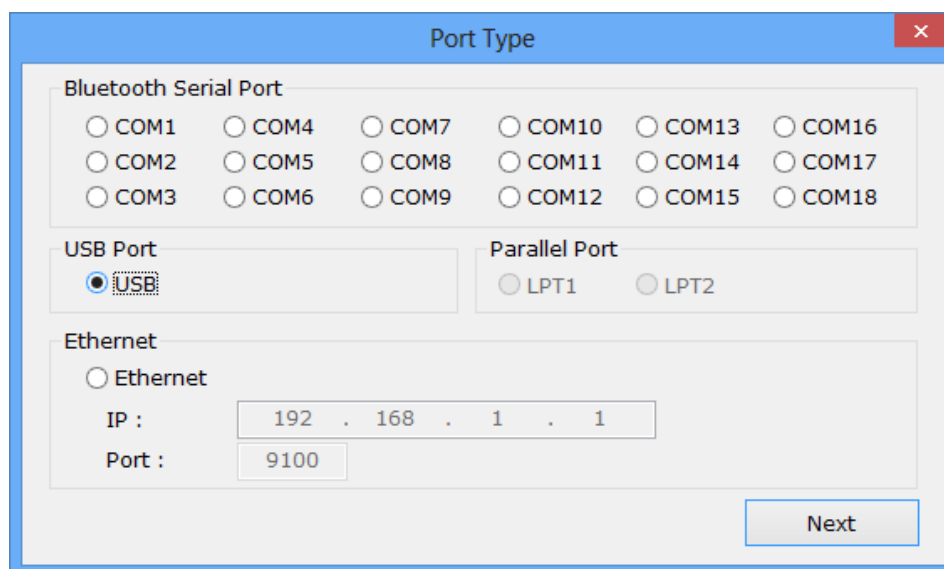 Port Type
Bluetooth Serial Port
COM1 COM4 COM7 COM10 COM13 COM16
COM2 COM5 COM8 COM11 COM14 COM17
COM3 COM6 COM9 COM12 COM15 COM18
USB Port Parallel Port
USB LPT1 LPT2
Ethernet
Ethernet
IP : 192 . 168 . 1 . 1
Port : 9100
Next